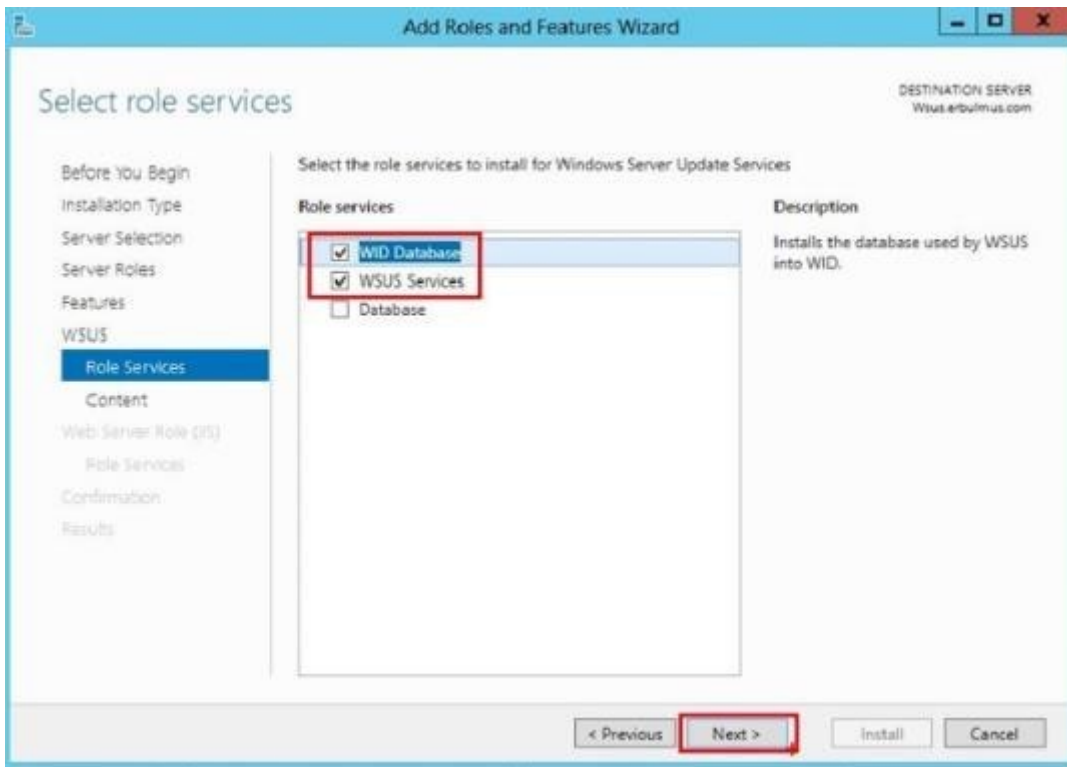 Add Roles and Features Wizard
Select role services
DESTINATION SERVER
Wsus.erbulmus.com
Before You Begin
Installation Type
Server Selection
Server Roles
Features
WSUS
Role Services
Content
Web Server Role (IIS)
Role Services
Confirmation
Results
Select the role services to install for Windows Server Update Services
Role services
WID Database
WSUS Services
Database
Description
Installs the database used by WSUS
into WID.
< Previous
Next >
Install
Cancel